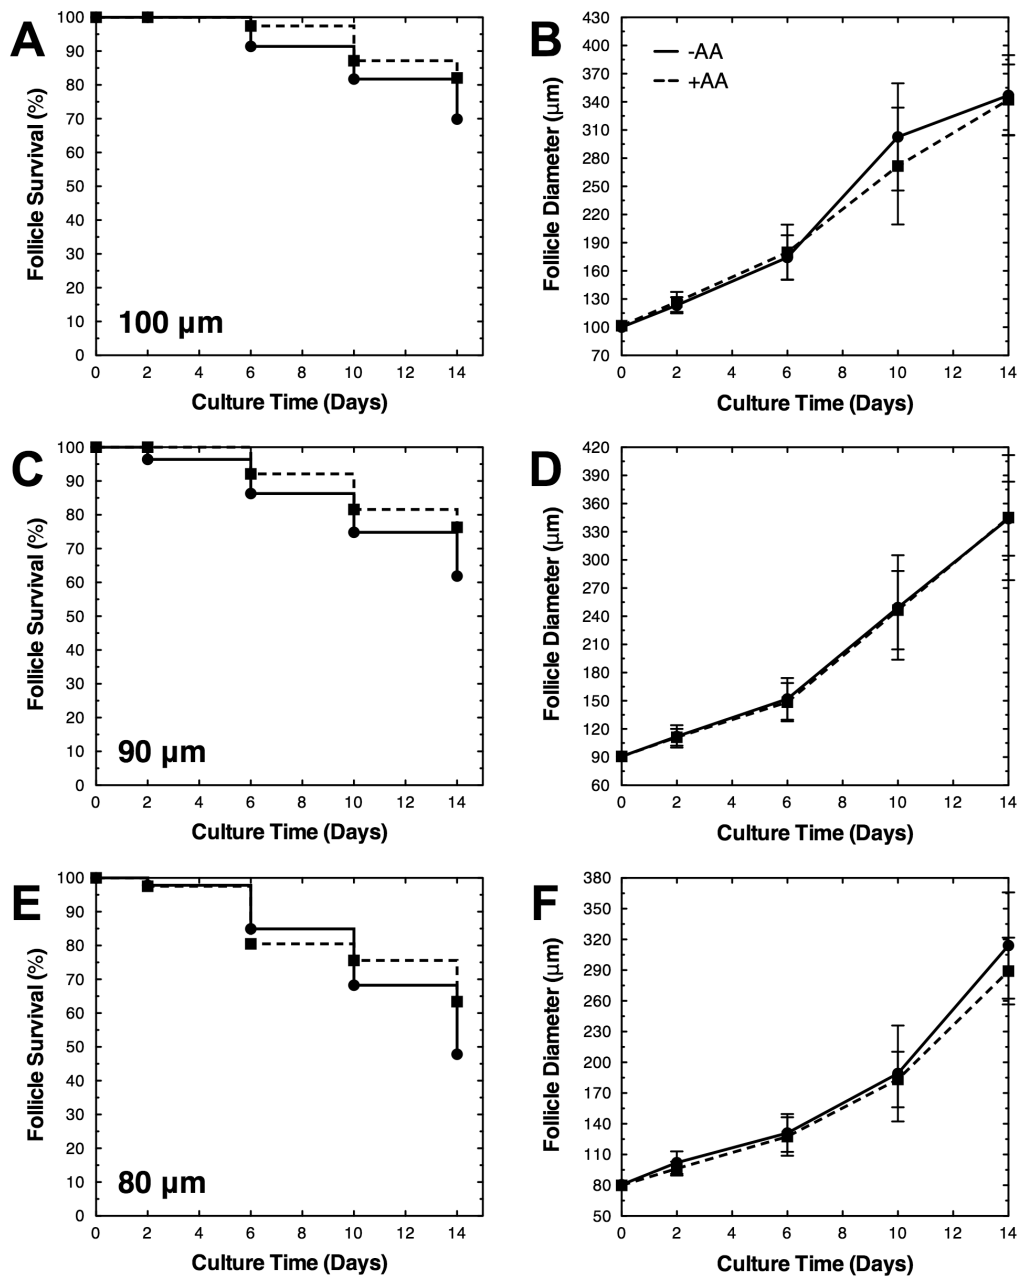 A
Follicle Survival (%)
100
90
80
70
60
50
40
30
20
10
0
100 µm
0 2 4 6 8 10 12 14
Culture Time (Days)
B
Follicle Diameter (µm)
430
400
370
340
310
280
250
220
190
160
130
100
70
-AA
+AA
0 2 4 6 8 10 12 14
Culture Time (Days)
C
Follicle Survival (%)
100
90
80
70
60
50
40
30
20
10
0
90 µm
0 2 4 6 8 10 12 14
Culture Time (Days)
D
Follicle Diameter (µm)
420
390
360
330
300
270
240
210
180
150
120
90
60
0 2 4 6 8 10 12 14
Culture Time (Days)
E
Follicle Survival (%)
100
90
80
70
60
50
40
30
20
10
0
80 µm
0 2 4 6 8 10 12 14
Culture Time (Days)
F
Follicle Diameter (µm)
380
350
320
290
260
230
200
170
140
110
80
50
0 2 4 6 8 10 12 14
Culture Time (Days)